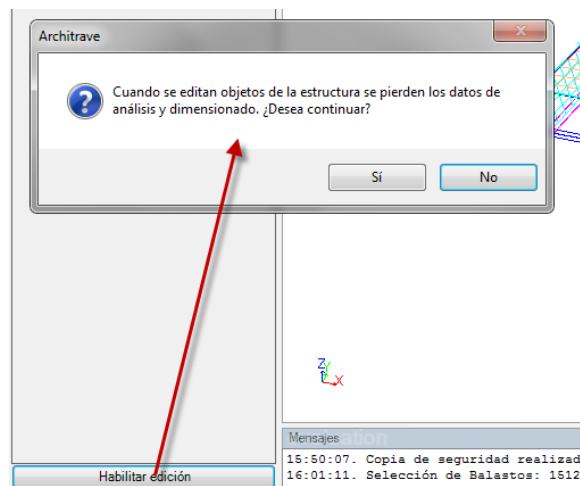 Architrave
Cuando se editan objetos de la estructura se pierden los datos de
análisis y dimensionado. ¿Desea continuar?
Sí
No
Z
Y
X
Mensajes
15:50:07. Copia de seguridad realizad
Habilitar edición
16:01:11. Selección de Balastos: 1512